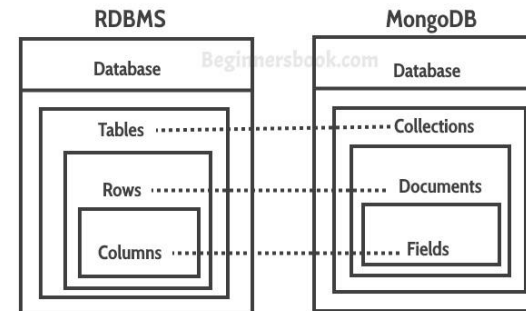 RDBMS
MongoDB
Beginnersbook.com
Database
Database
Tables
Collections
Rows
Documents
Columns
Fields